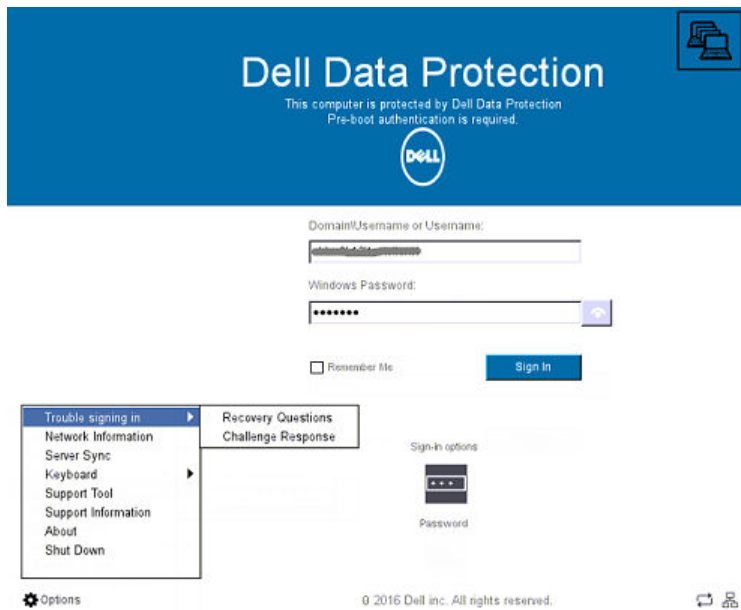 Dell Data Protection
This computer is protected by Dell Data Protection
Pre-boot authentication is required.
DELL
Domain\Username or Username:
Windows Password:
•••••••
Remember Me
Sign In
Trouble signing in
Recovery Questions
Network Information
Challenge Response
Server Sync
Keyboard
Support Tool
Support Information
About
Shut Down
Sign-in options
Password
Options
© 2016 Dell inc. All rights reserved.